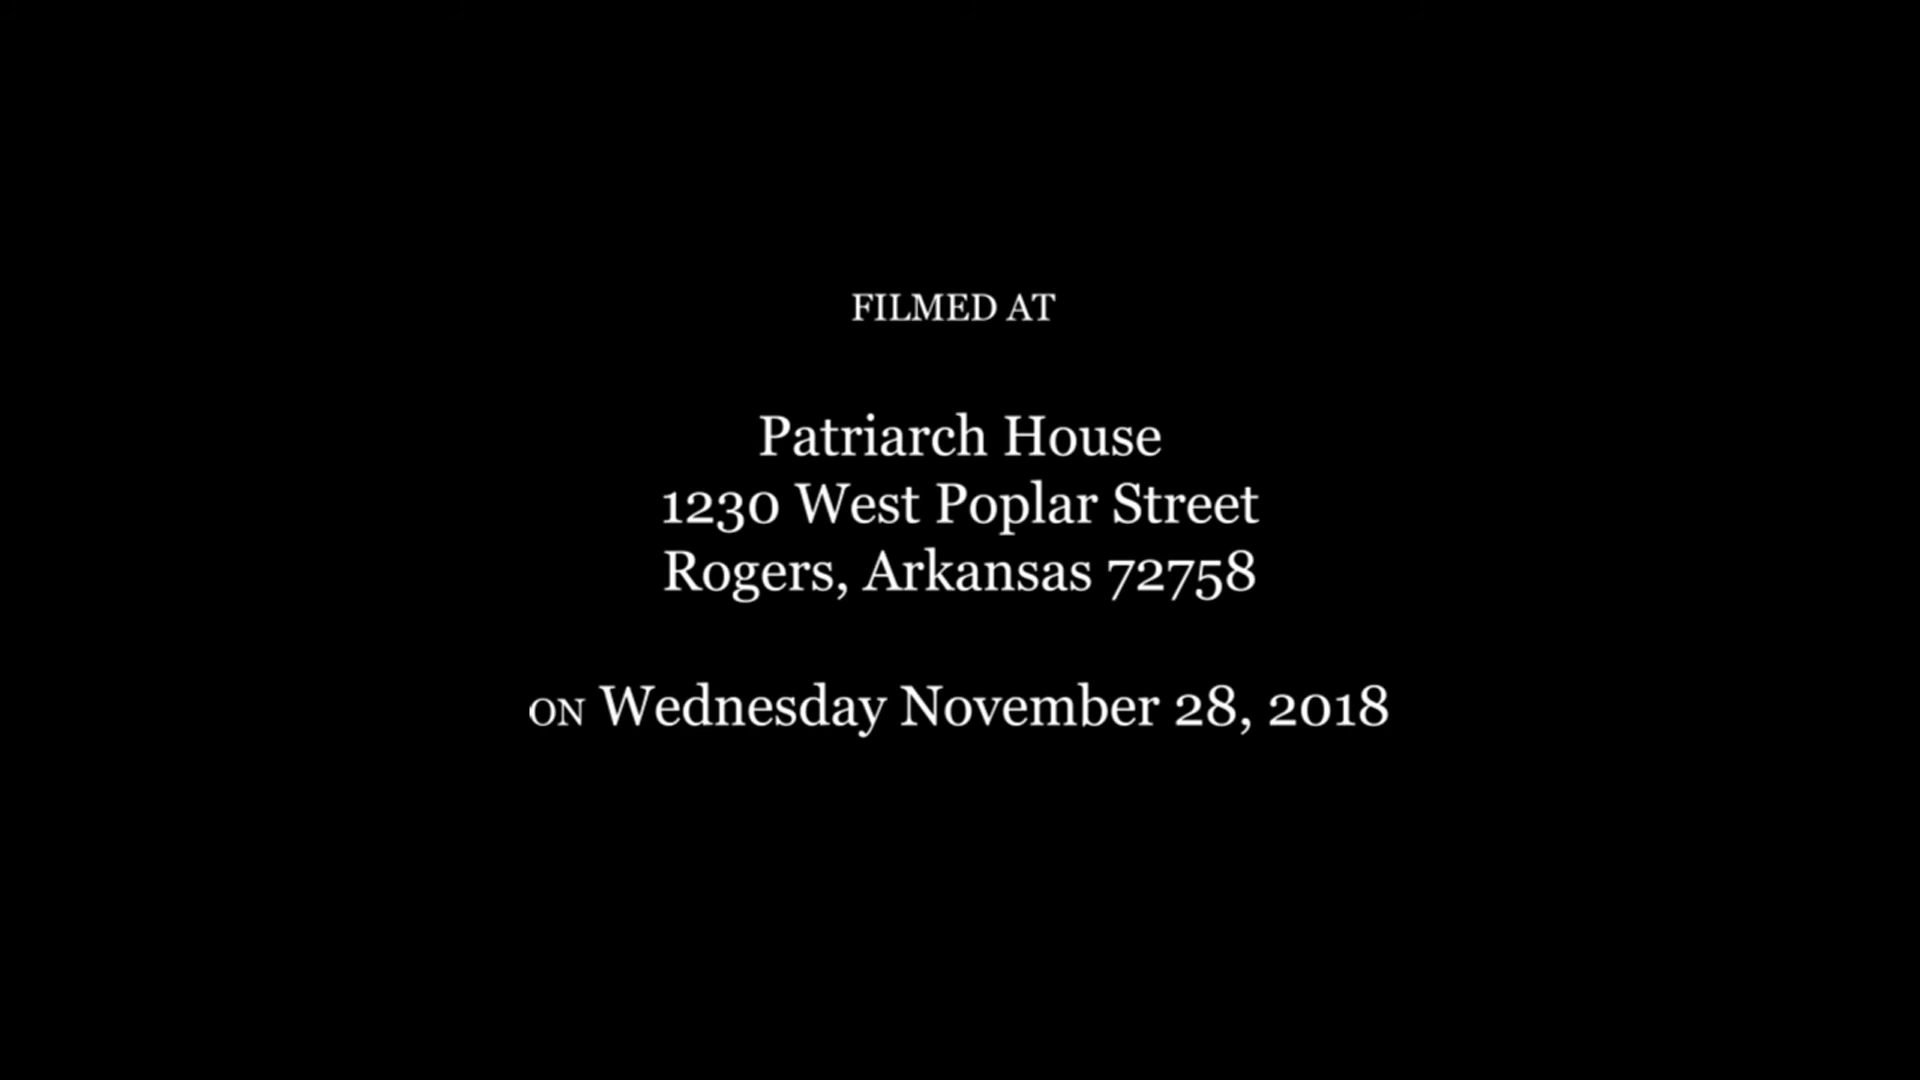 FILMED AT
Patriarch House
1230 West Poplar Street
Rogers, Arkansas 72758
ON Wednesday November 28, 2018